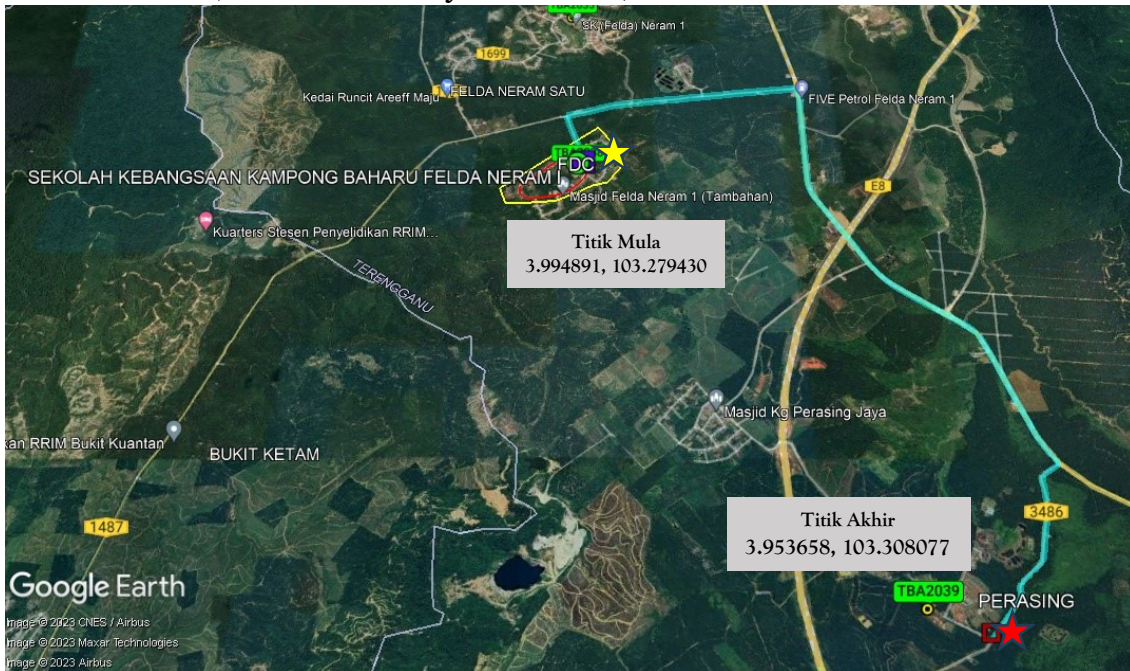 SK (Felda) Neram 1
1699
Kedai Runcit Areeff Maju
FELDA NERAM SATU
FIVE Petrol Felda Neram 1
FDC
SEKOLAH KEBANGSAAN KAMPONG BAHARU FELDA NERAM I
Masjid Felda Neram 1 (Tambahan)
E8
Kuarters Stesen Penyelidikan RRIM...
Titik Mula
3.994891, 103.279430
TERENGGANU
Masjid Kg Perasing Jaya
RRIM Bukit Kuantan
BUKIT KETAM
1487
Titik Akhir
3.953658, 103.308077
3486
TBA2039
PERASING
Google Earth
Image © 2023 CNES / Airbus
Image © 2023 Maxar Technologies
Image © 2023 Airbus